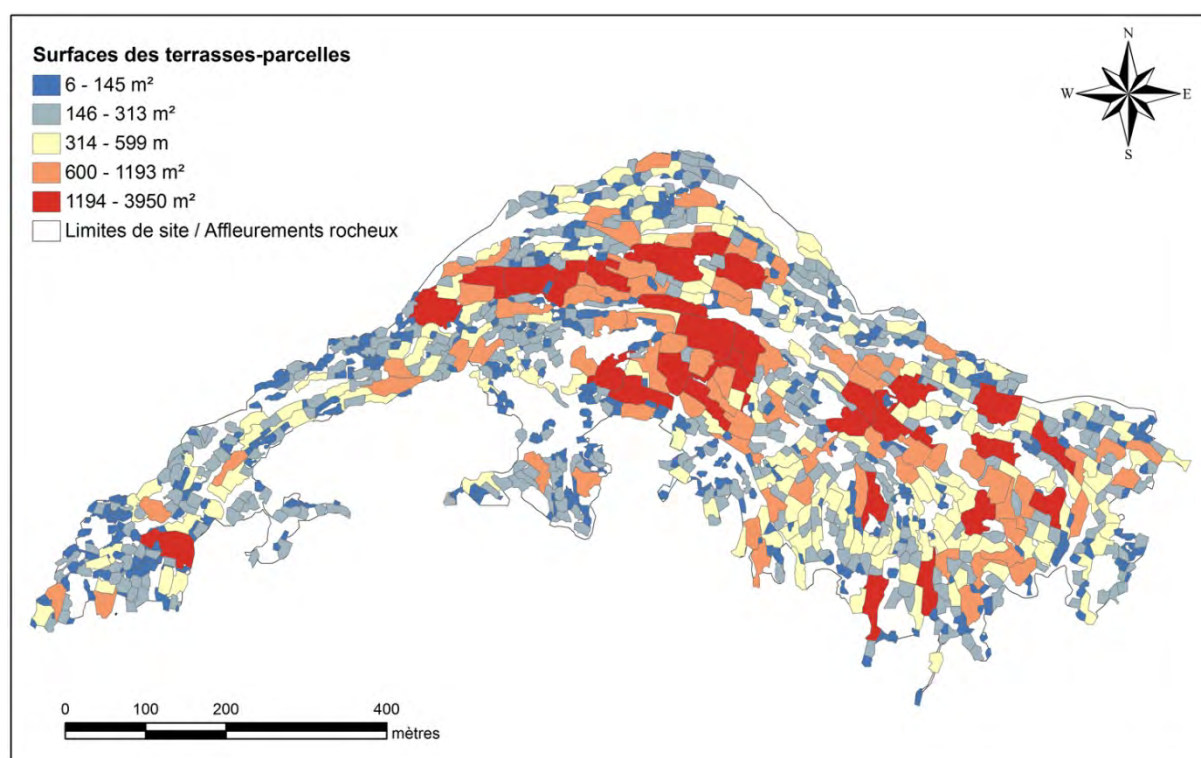 Surfaces des terrasses-parcelles
6 - 145 m²
146 - 313 m²
314 - 599 m
600 - 1193 m²
1194 - 3950 m²
Limites de site / Affleurements rocheux
N
W E
S
0 100 200 400
mètres